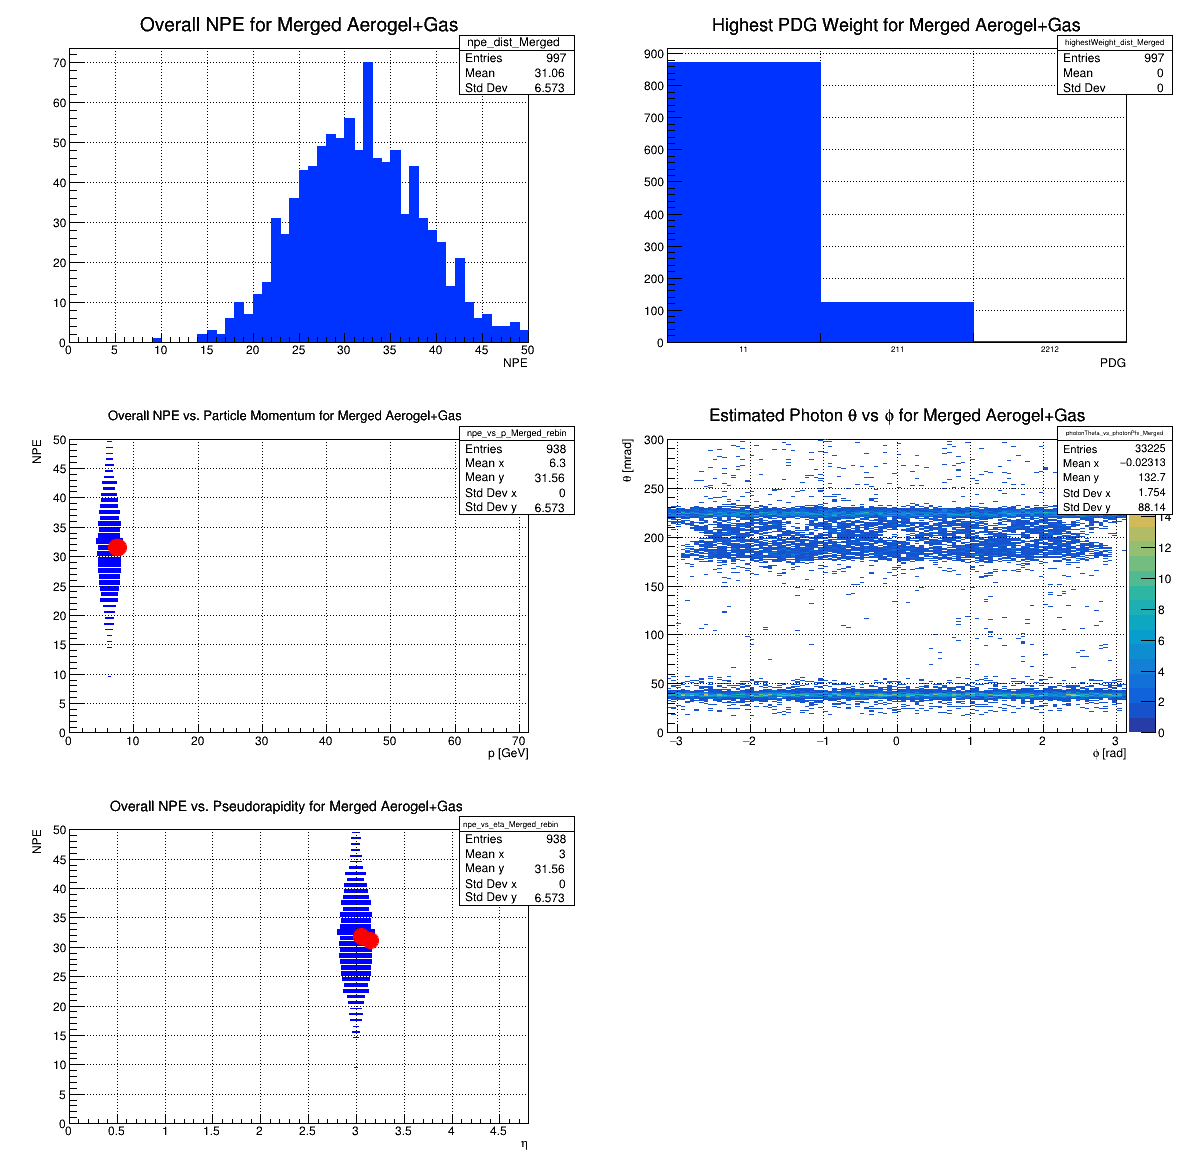 Overall NPE for Merged Aerogel+Gas
npe_dist_Merged
Entries 997
Mean 31.06
Std Dev 6.573
70
60
50
40
30
20
10
0
0 5 10 15 20 25 30 35 40 45 50
NPE
Highest PDG Weight for Merged Aerogel+Gas
highestWeight_dist_Merged
Entries 997
Mean 0
Std Dev 0
900
800
700
600
500
400
300
200
100
0
11 211 2212
PDG
Overall NPE vs. Particle Momentum for Merged Aerogel+Gas
npe_vs_p_Merged_rebin
Entries 938
Mean x 6.3
Mean y 31.56
Std Dev x 0
Std Dev y 6.573
NPE
50
45
40
35
30
25
20
15
10
5
0
0 10 20 30 40 50 60 70
p [GeV]
Estimated Photon θ vs ϕ for Merged Aerogel+Gas
photonTheta_vs_photonPhi_Merged
Entries 33225
Mean x −0.02313
Mean y 132.7
Std Dev x 1.754
Std Dev y 88.14
θ [mrad]
300
250
200
150
100
50
0
−3 −2 −1 0 1 2 3
ϕ [rad]
14
12
10
8
6
4
2
0
Overall NPE vs. Pseudorapidity for Merged Aerogel+Gas
npe_vs_eta_Merged_rebin
Entries 938
Mean x 3
Mean y 31.56
Std Dev x 0
Std Dev y 6.573
NPE
50
45
40
35
30
25
20
15
10
5
0
0 0.5 1 1.5 2 2.5 3 3.5 4 4.5
η